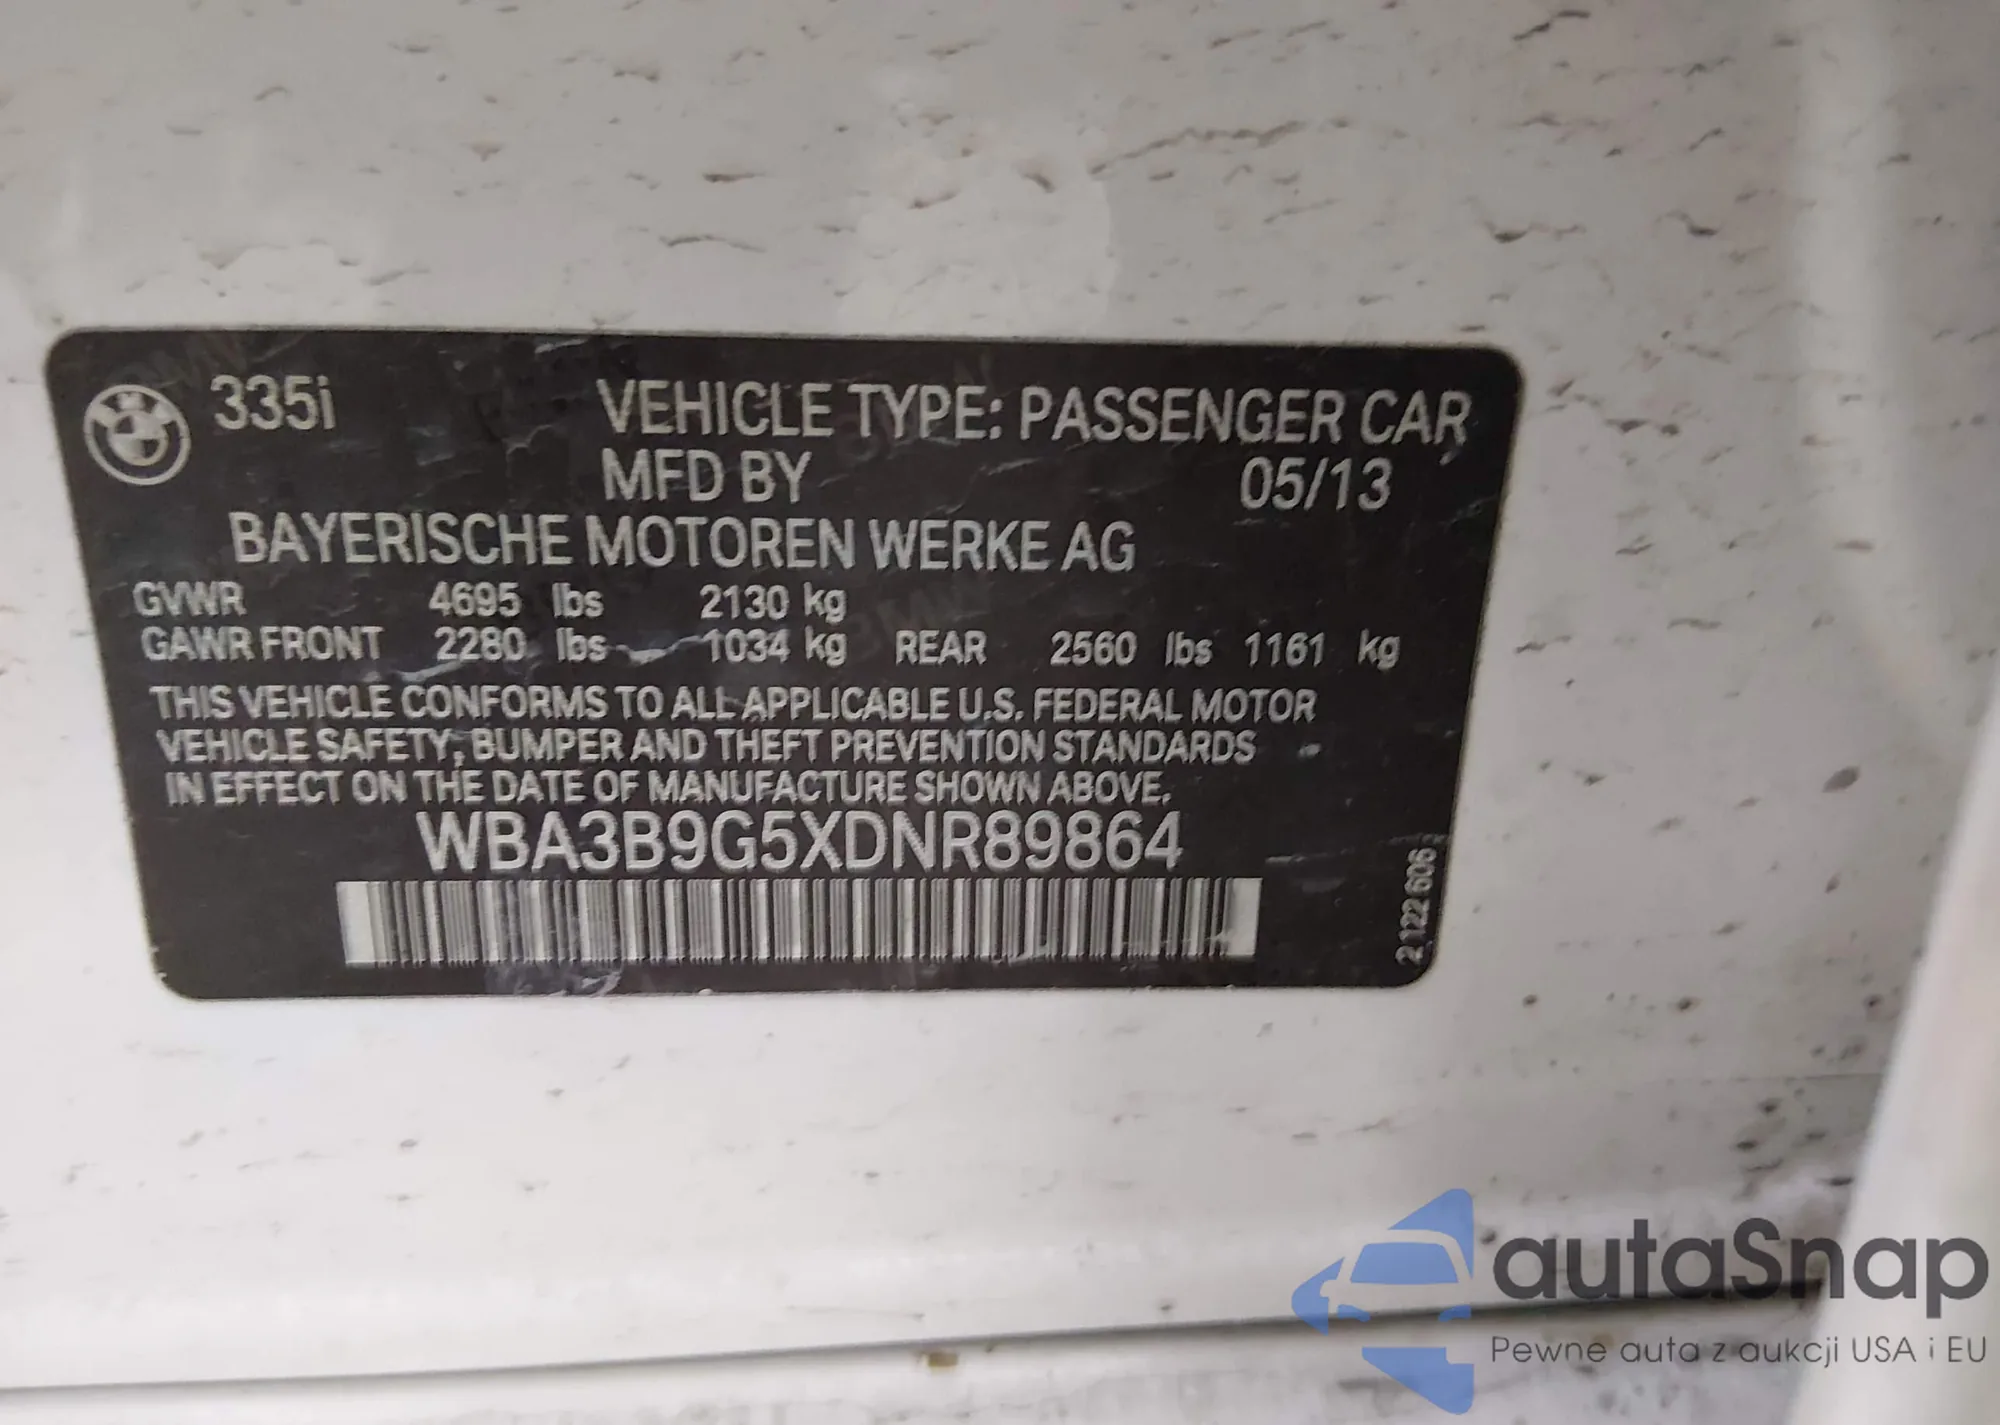 335i VEHICLE TYPE: PASSENGER CAR
MFD BY 05/13
BAYERISCHE MOTOREN WERKE AG
GVWR 4695 lbs 2130 kg
GAWR FRONT 2280 lbs 1034 kg REAR 2560 lbs 1161 kg
THIS VEHICLE CONFORMS TO ALL APPLICABLE U.S. FEDERAL MOTOR
VEHICLE SAFETY, BUMPER AND THEFT PREVENTION STANDARDS
IN EFFECT ON THE DATE OF MANUFACTURE SHOWN ABOVE.
WBA3B9G5XDNR89864
2 122 606
autaSnap
Pewne auta z aukcji USA i EU